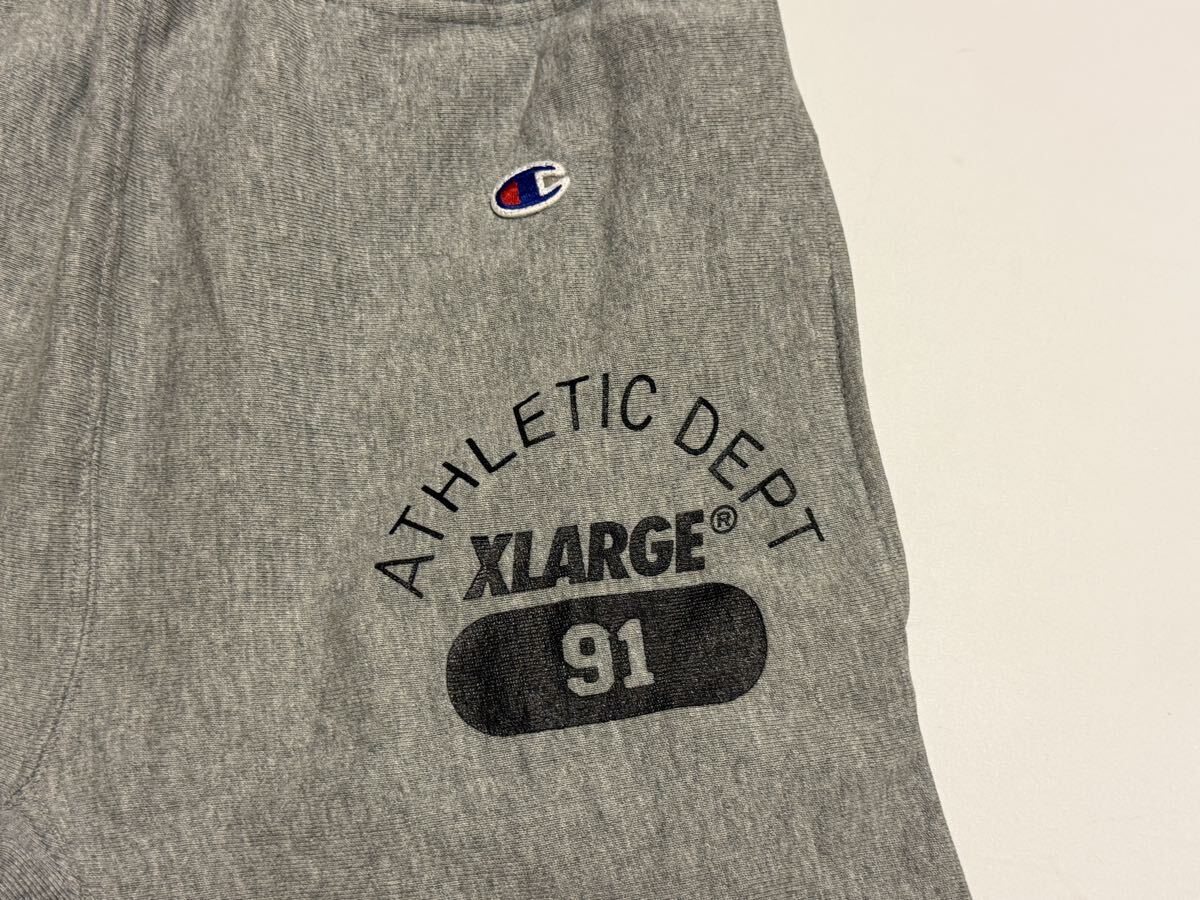 ATHLETIC DEPT
XLARGE®
91